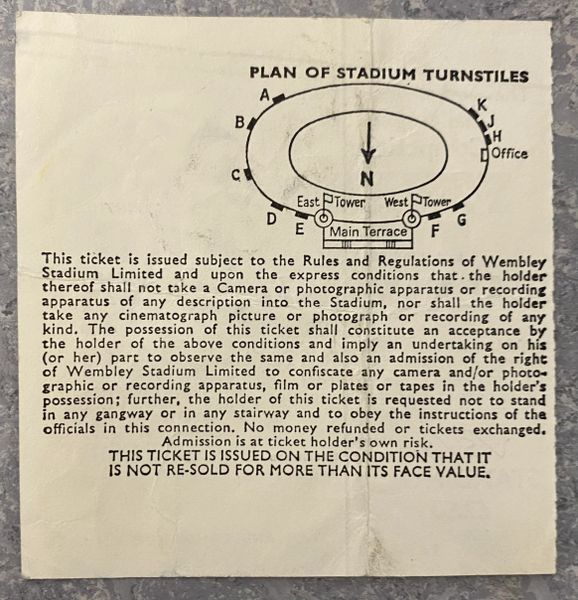 PLAN OF STADIUM TURNSTILES
A
K
B
J
H
Office
N
C
East Tower
West Tower
D
E
Main Terrace
F
G
This ticket is issued subject to the Rules and Regulations of Wembley
Stadium Limited and upon the express conditions that the holder
thereof shall not take a Camera or photographic apparatus or recording
apparatus of any description into the Stadium, nor shall the holder
take any cinematograph picture or photograph or recording of any
kind. The possession of this ticket shall constitute an acceptance by
the holder of the above conditions and imply an undertaking on his
(or her) part to observe the same and also an admission of the right
of Wembley Stadium Limited to confiscate any camera and/or photo-
graphic or recording apparatus, film or plates or tapes in the holder's
possession; further, the holder of this ticket is requested not to stand
in any gangway or in any stairway and to obey the instructions of the
officials in this connection. No money refunded or tickets exchanged.
Admission is at ticket holder's own risk.
THIS TICKET IS ISSUED ON THE CONDITION THAT IT
IS NOT RE-SOLD FOR MORE THAN ITS FACE VALUE.